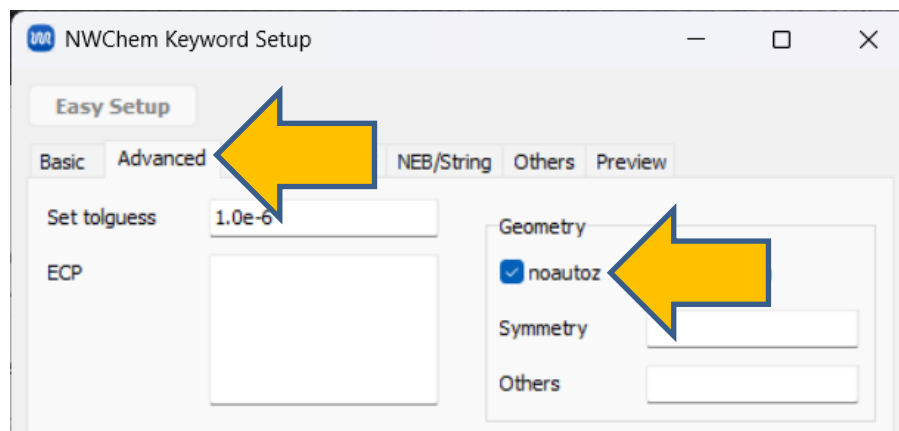 NWChem Keyword Setup
Easy Setup
Basic Advanced NEB/String Others Preview
Set tolguess 1.0e-6
Geometry
ECP
noautoz
Symmetry
Others